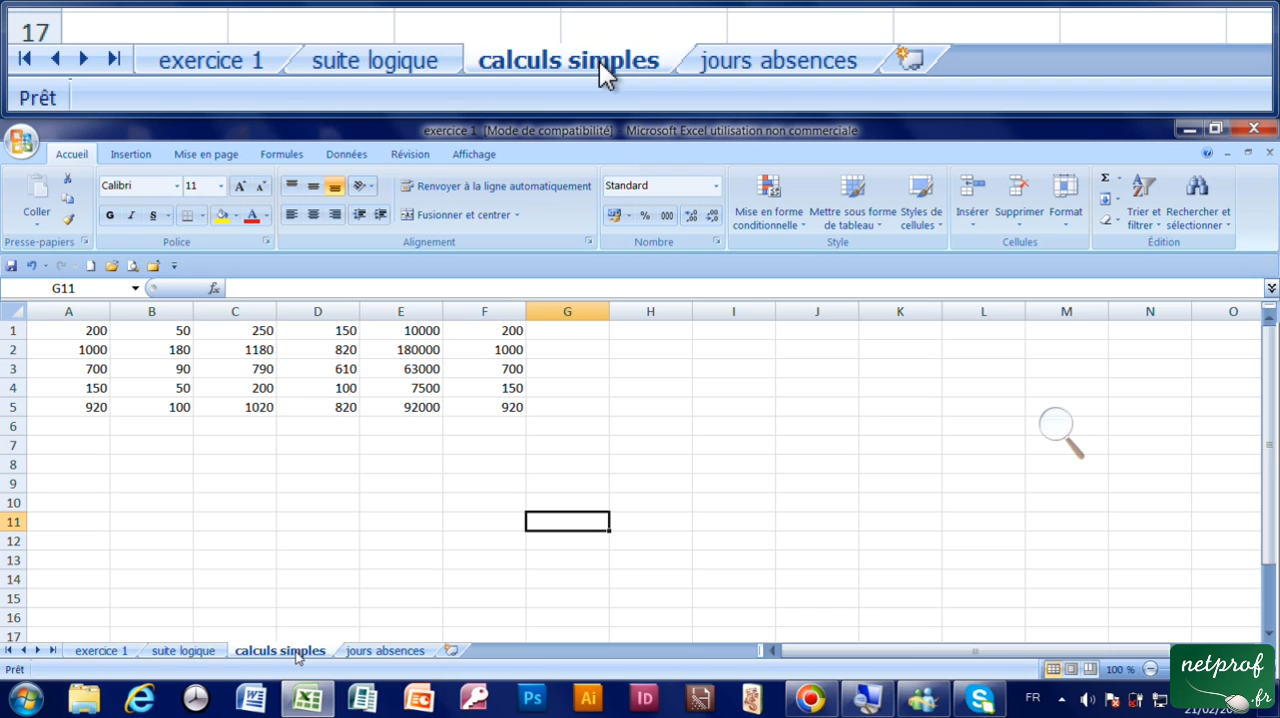 17
exercice 1 suite logique calculs simples jours absences
Prêt
exercice 1 [Mode de compatibilité] - Microsoft Excel utilisation non commerciale
Accueil Insertion Mise en page Formules Données Révision Affichage
Coller
Presse-papiers
Calibri 11
G I S
Police
Renvoyer à la ligne automatiquement
Fusionner et centrer
Alignement
Standard
% 000
Nombre
Mise en forme conditionnelle
Mettre sous forme de tableau
Styles de cellules
Style
Insérer Supprimer Format
Cellules
Σ
Trier et filtrer
Rechercher et sélectionner
Édition
G11 fx
A B C D E F G H I J K L M N O
1 200 50 250 150 10000 200
2 1000 180 1180 820 180000 1000
3 700 90 790 610 63000 700
4 150 50 200 100 7500 150
5 920 100 1020 820 92000 920
6
7
8
9
10
11
12
13
14
15
16
17
exercice 1 suite logique calculs simples jours absences
Prêt 100 %
Ps Ai ID FR
netprof
.fr